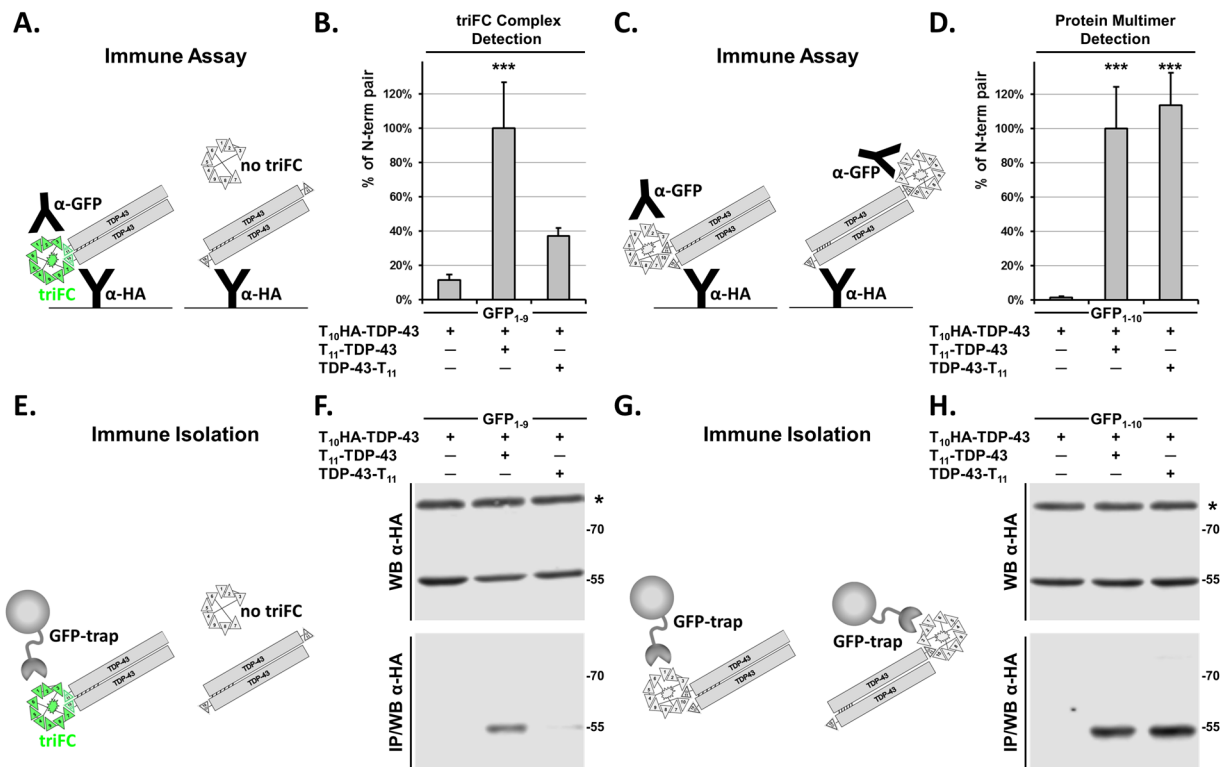 A.
Immune Assay
no triFC
α-GFP
TDP-43
TDP-43
TDP-43
TDP-43
triFC
α-HA
α-HA
B.
triFC Complex
Detection
% of N-term pair
***
120%
100%
80%
60%
40%
20%
0%
GFP1-9
T10HA-TDP-43 + + +
T11-TDP-43 — + —
TDP-43-T11 — — +
C.
Immune Assay
α-GFP
α-GFP
TDP-43
TDP43
TDP-43
TDP-43
α-HA
α-HA
D.
Protein Multimer
Detection
% of N-term pair
*** ***
120%
100%
80%
60%
40%
20%
0%
GFP1-10
T10HA-TDP-43 + + +
T11-TDP-43 — + —
TDP-43-T11 — — +
E.
Immune Isolation
no triFC
GFP-trap
TDP-43
TDP-43
TDP-43
TDP-43
triFC
F.
GFP1-9
T10HA-TDP-43 + + +
T11-TDP-43 — + —
TDP-43-T11 — — +
WB α-HA
*
-70
-55
IP/WB α-HA
-70
-55
G.
Immune Isolation
GFP-trap
GFP-trap
TDP-43
TDP43
TDP-43
TDP-43
H.
GFP1-10
T10HA-TDP-43 + + +
T11-TDP-43 — + —
TDP-43-T11 — — +
WB α-HA
*
-70
-55
IP/WB α-HA
-70
-55